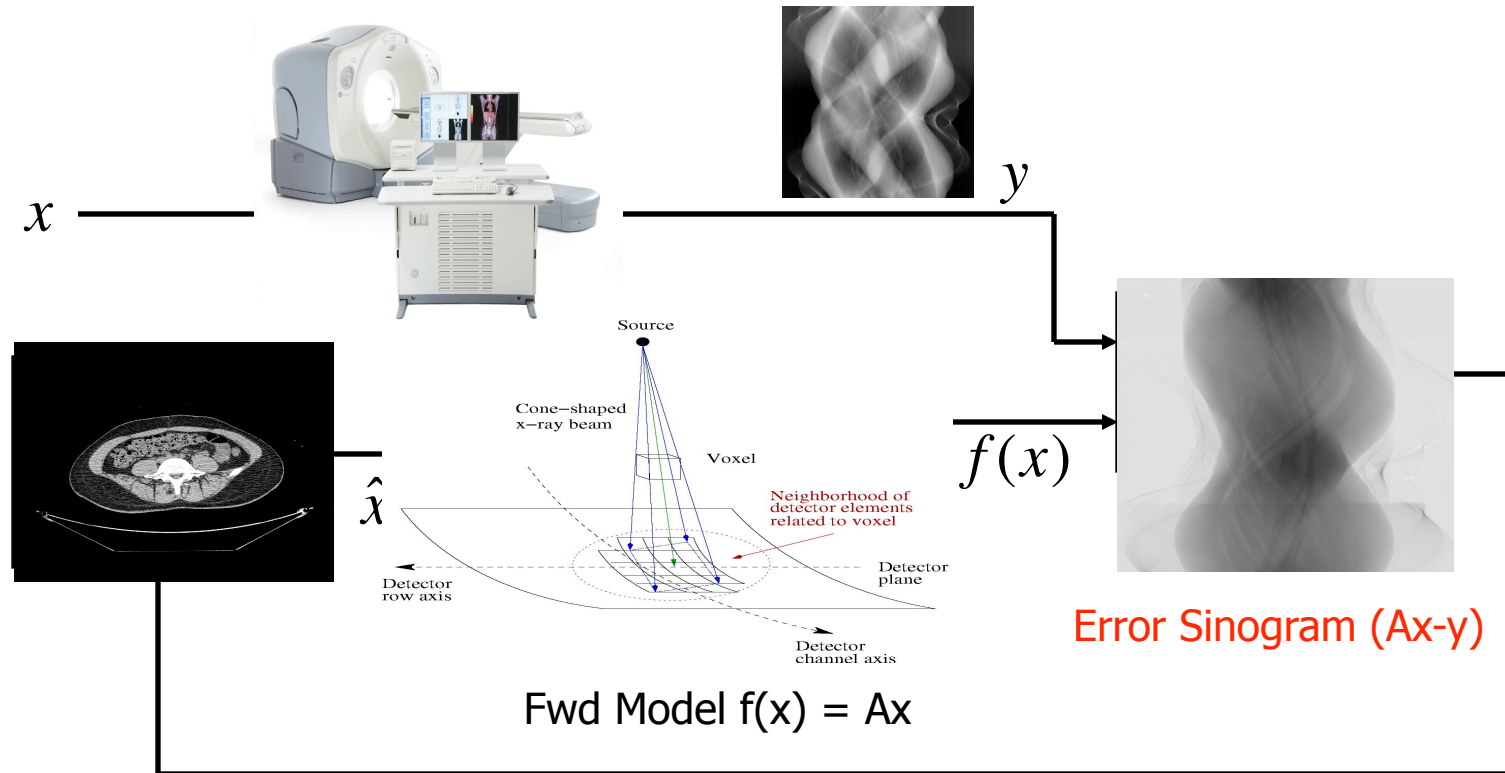 x
y
Source
Cone-shaped
x-ray beam
Voxel
f(x)
x̂
Neighborhood of
detector elements
related to voxel
Detector
row axis
Detector
plane
Detector
channel axis
Error Sinogram (Ax-y)
Fwd Model f(x) = Ax